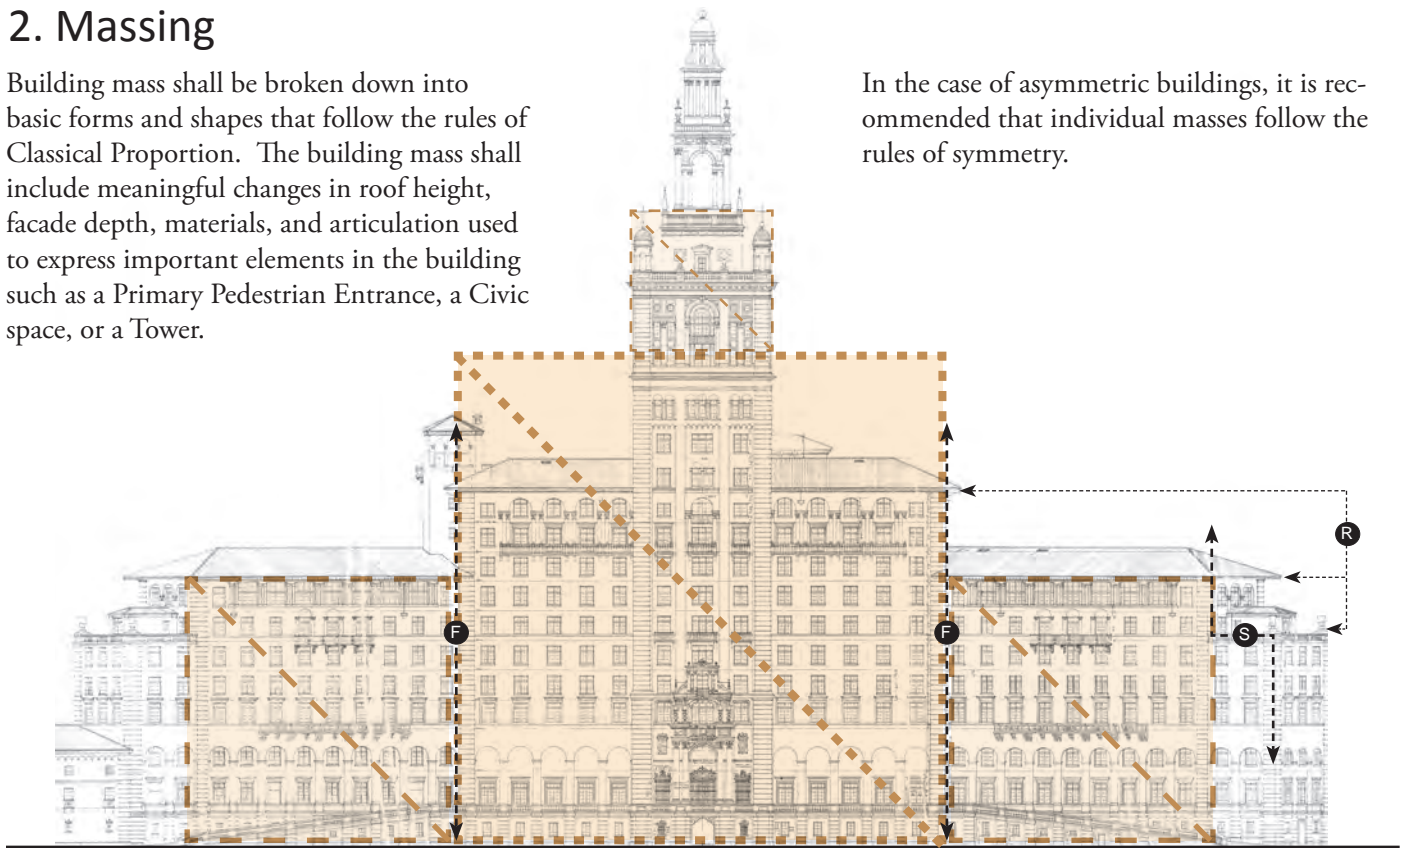 2. Massing
Building mass shall be broken down into
basic forms and shapes that follow the rules of
Classical Proportion.  The building mass shall
include meaningful changes in roof height,
facade depth, materials, and articulation used
to express important elements in the building
such as a Primary Pedestrian Entrance, a Civic
space, or a Tower.
In the case of asymmetric buildings, it is rec-
ommended that individual masses follow the
rules of symmetry.
R
F
F
S